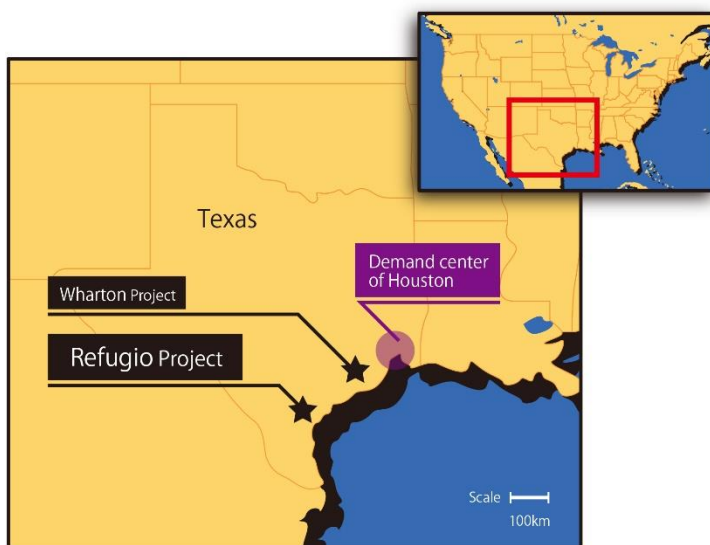 Texas
Demand center
of Houston
Wharton Project
Refugio Project
Scale
100km